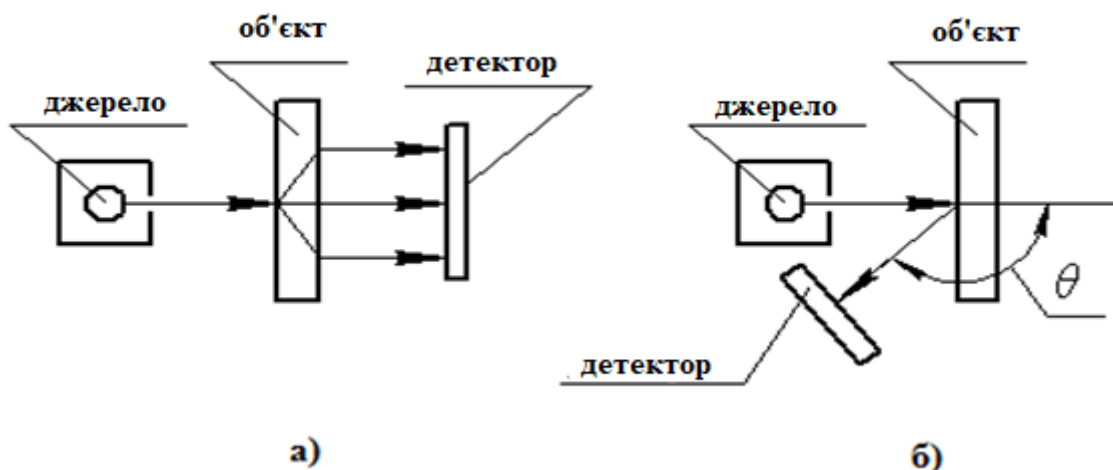 об'єкт
детектор
джерело
а)
об'єкт
джерело
θ
детектор
б)